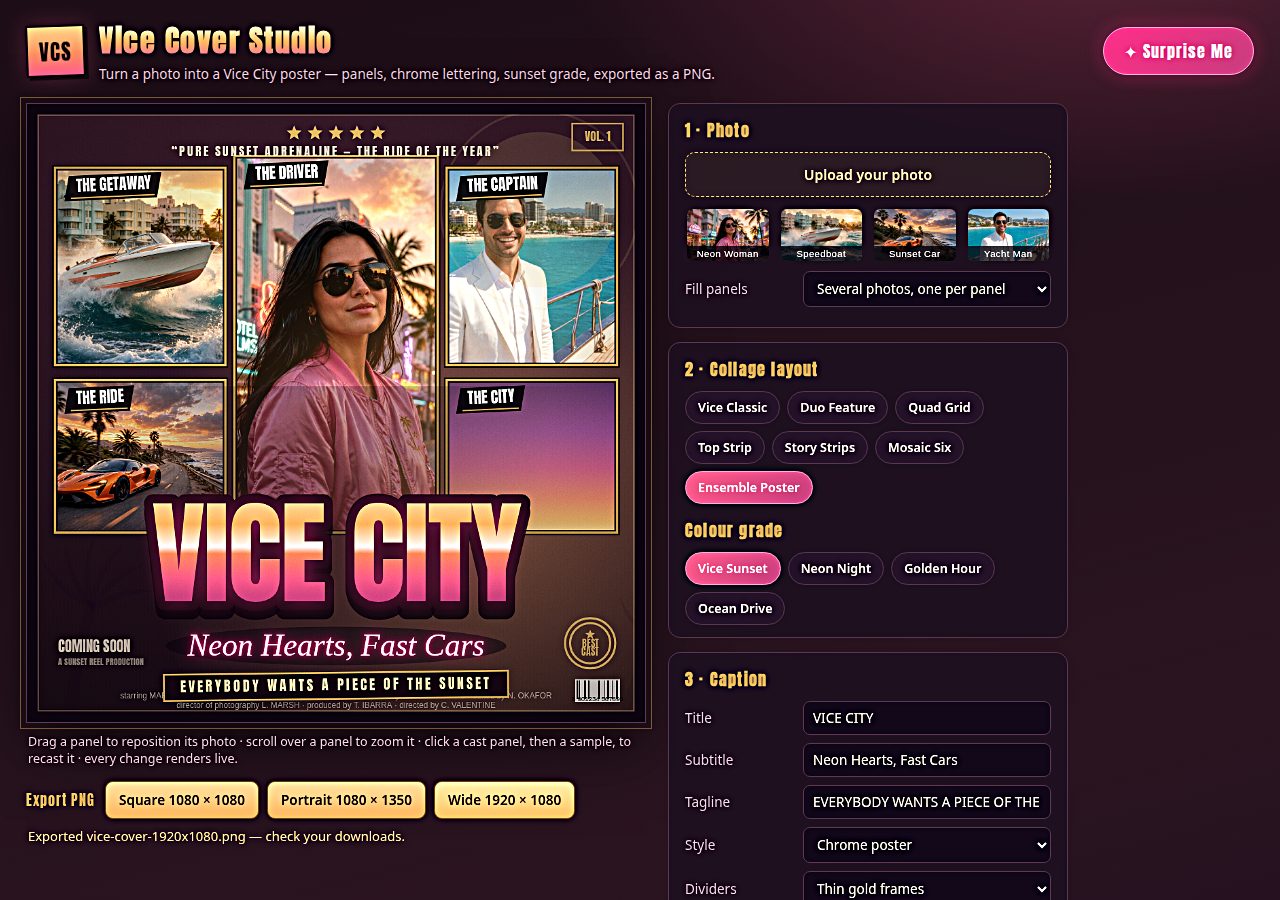 VCS
Vice Cover Studio
Turn a photo into a Vice City poster — panels, chrome lettering, sunset grade, exported as a PNG.
✦ Surprise Me
★★★★★
VOL. 1
“PURE SUNSET ADRENALINE – THE RIDE OF THE YEAR”
THE GETAWAY
THE DRIVER
THE CAPTAIN
THE RIDE
THE CITY
VICE CITY
Neon Hearts, Fast Cars
COMING SOON
A SUNSET REEL PRODUCTION
BEST
CAST
EVERYBODY WANTS A PIECE OF THE SUNSET
starring
N. OKAFOR
director of photography L. MARSH · produced by T. IBARRA · directed by C. VALENTINE
Drag a panel to reposition its photo · scroll over a panel to zoom it · click a cast panel, then a sample, to
recast it · every change renders live.
Export PNG
Square 1080 × 1080
Portrait 1080 × 1350
Wide 1920 × 1080
Exported vice-cover-1920x1080.png — check your downloads.
1 · Photo
Upload your photo
Neon Woman
Speedboat
Sunset Car
Yacht Man
Fill panels
Several photos, one per panel
2 · Collage layout
Vice Classic
Duo Feature
Quad Grid
Top Strip
Story Strips
Mosaic Six
Ensemble Poster
Colour grade
Vice Sunset
Neon Night
Golden Hour
Ocean Drive
3 · Caption
Title
VICE CITY
Subtitle
Neon Hearts, Fast Cars
Tagline
EVERYBODY WANTS A PIECE OF THE
Style
Chrome poster
Dividers
Thin gold frames